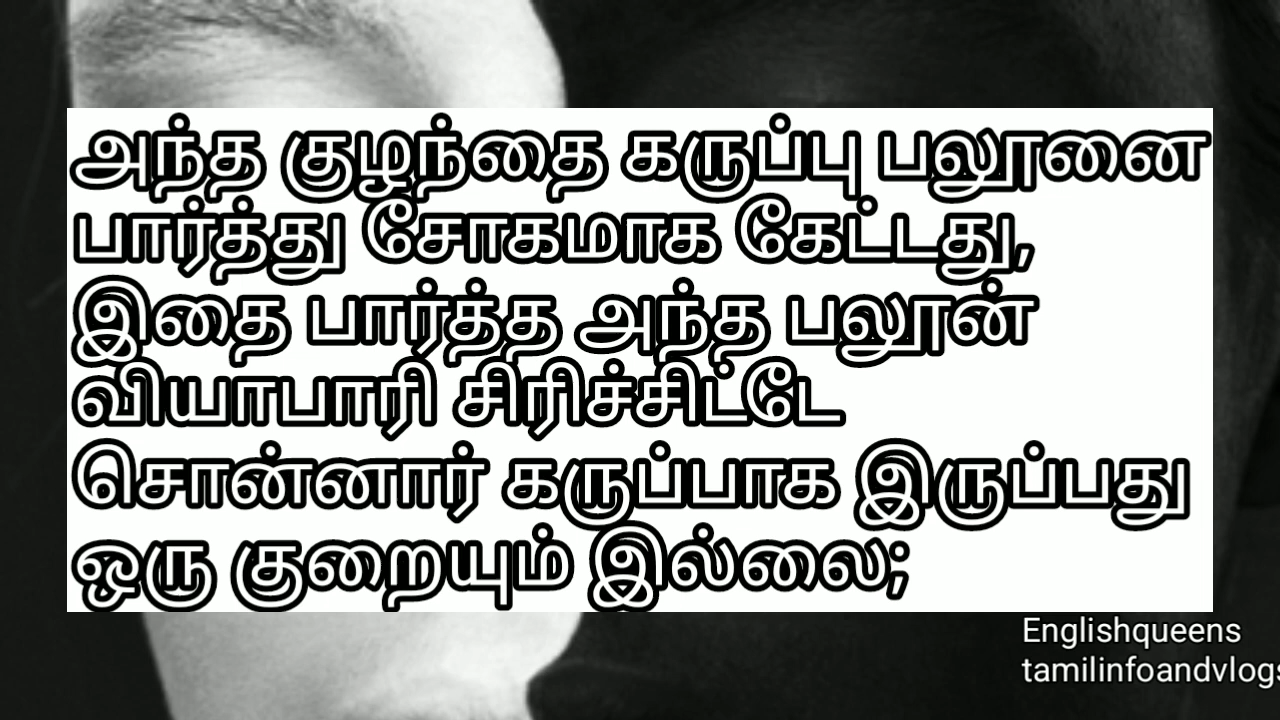 அந்த குழந்தை கருப்பு பலூனை
பார்த்து சோகமாக கேட்டது,
இதை பார்த்த அந்த பலூன்
வியாபாரி சிரிச்சிட்டே
சொன்னார் கருப்பாக இருப்பது
ஒரு குறையும் இல்லை;
Englishqueens
tamilinfoandvlogs